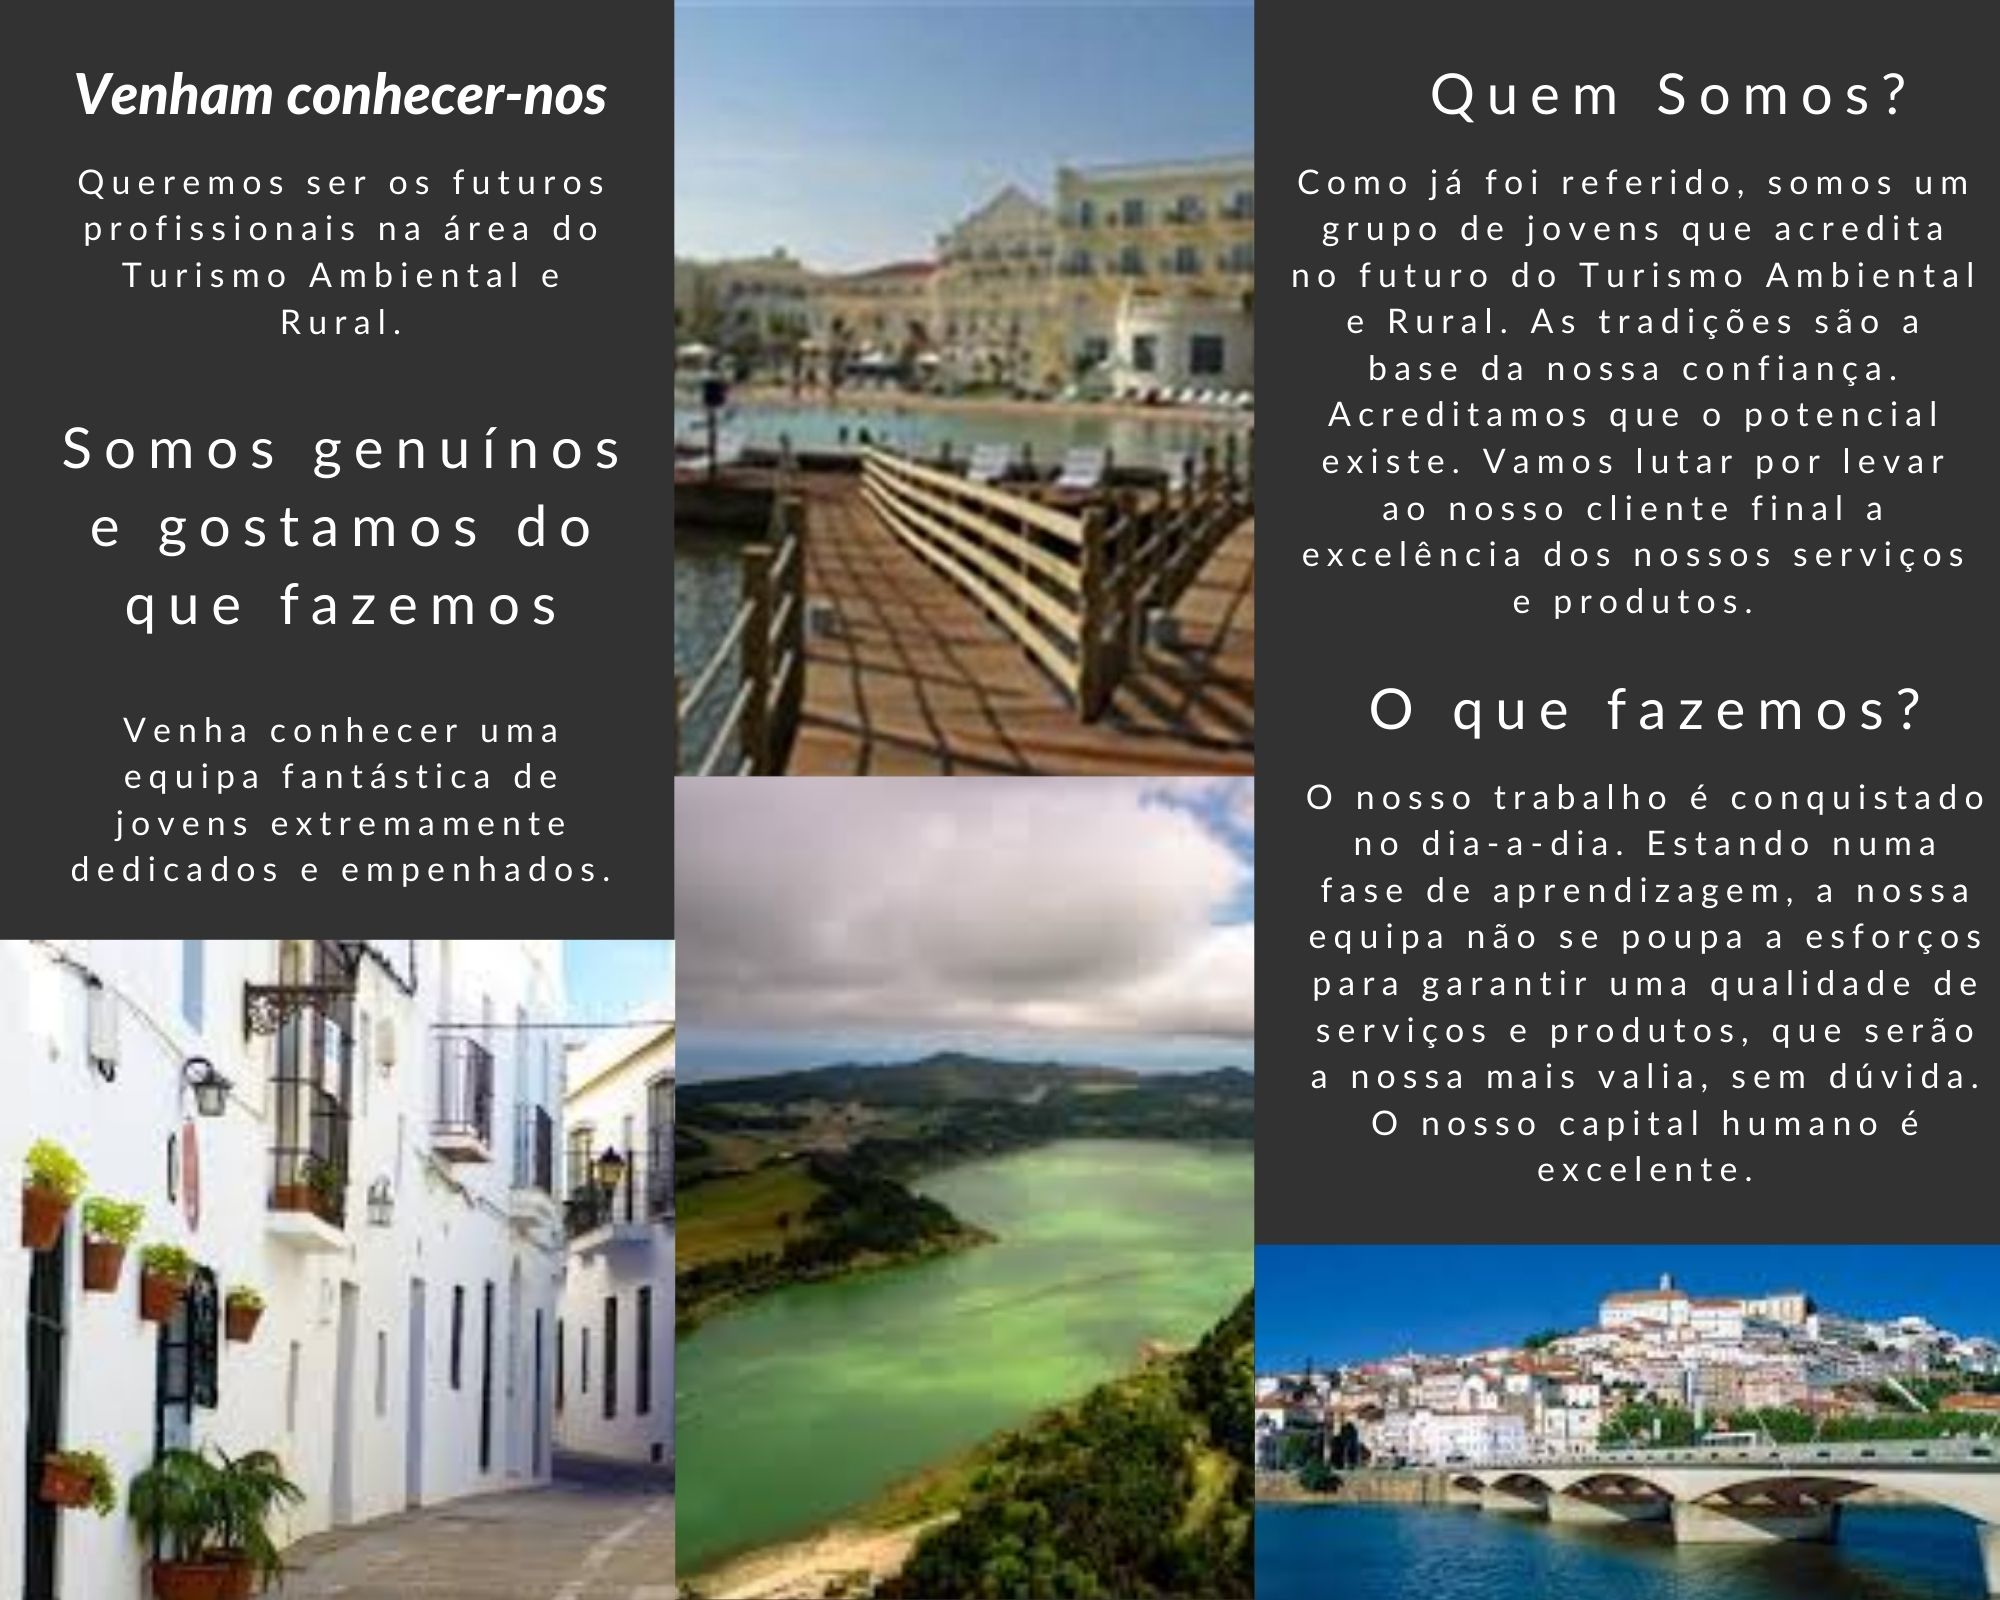 Venham conhecer-nos
Queremos ser os futuros
profissionais na área do
Turismo Ambiental e
Rural.
Somos genuínos
e gostamos do
que fazemos
Venha conhecer uma
equipa fantástica de
jovens extremamente
dedicados e empenhados.
Quem Somos?
Como já foi referido, somos um
grupo de jovens que acredita
no futuro do Turismo Ambiental
e Rural. As tradições são a
base da nossa confiança.
Acreditamos que o potencial
existe. Vamos lutar por levar
ao nosso cliente final a
excelência dos nossos serviços
e produtos.
O que fazemos?
O nosso trabalho é conquistado
no dia-a-dia. Estando numa
fase de aprendizagem, a nossa
equipa não se poupa a esforços
para garantir uma qualidade de
serviços e produtos, que serão
a nossa mais valia, sem dúvida.
O nosso capital humano é
excelente.